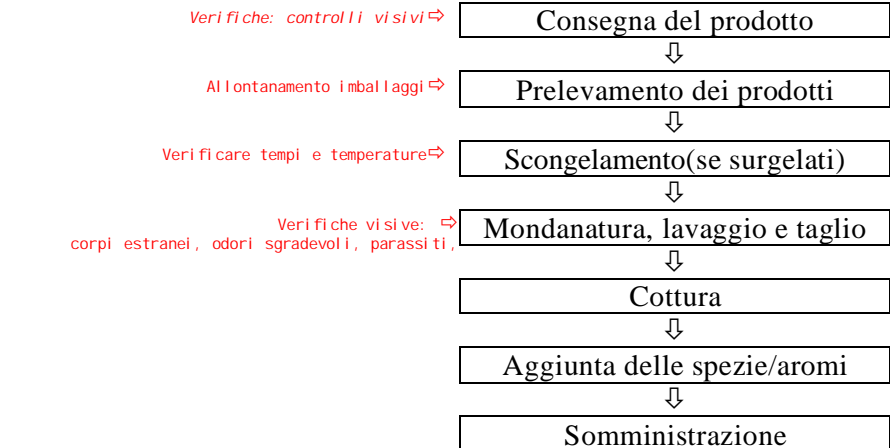 Verifiche: controlli visivi⇨ Consegna del prodotto
⇩
Allontanamento imballaggi⇨ Prelevamento dei prodotti
⇩
Verificare tempi e temperature⇨ Scongelamento(se surgelati)
⇩
Verifiche visive: ⇨ Mondanatura, lavaggio e taglio
corpi estranei, odori sgradevoli, parassiti,
⇩
Cottura
⇩
Aggiunta delle spezie/aromi
⇩
Somministrazione